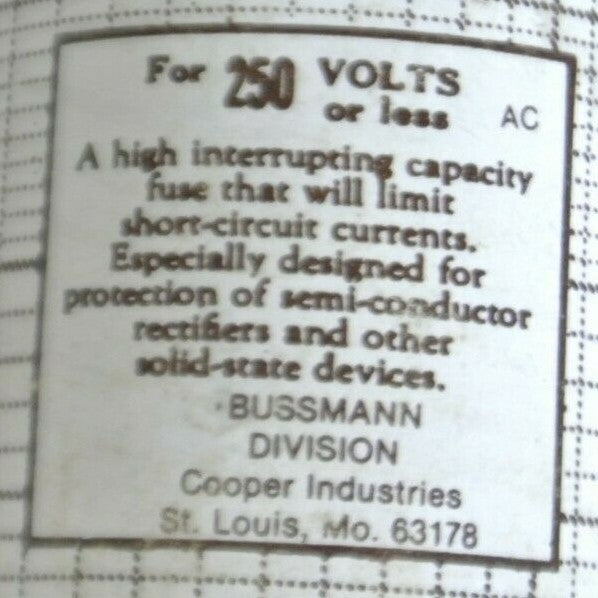 For 250 VOLTS
or less AC
A high interrupting capacity
fuse that will limit
short-circuit currents.
Especially designed for
protection of semi-conductor
rectifiers and other
solid-state devices.
BUSSMANN
DIVISION
Cooper Industries
St. Louis, Mo. 63178